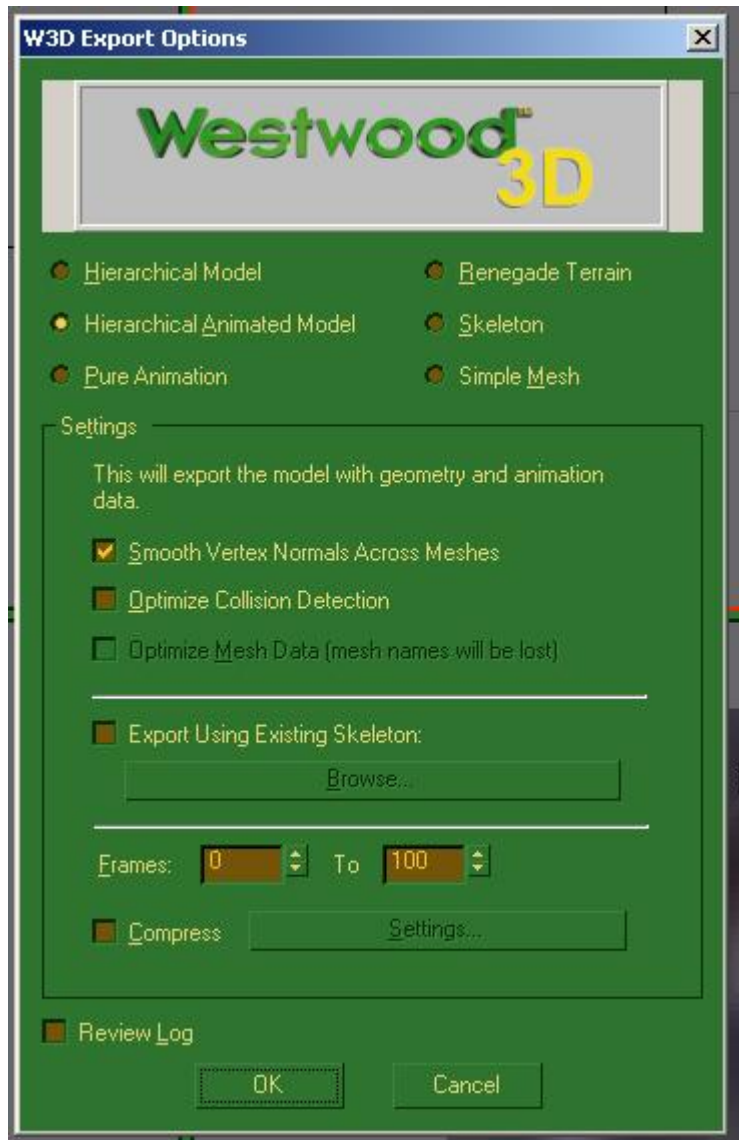 W3D Export Options
Westwood™
3D
Hierarchical Model
Renegade Terrain
Hierarchical Animated Model
Skeleton
Pure Animation
Simple Mesh
Settings
This will export the model with geometry and animation
data.
Smooth Vertex Normals Across Meshes
Optimize Collision Detection
Optimize Mesh Data (mesh names will be lost)
Export Using Existing Skeleton:
Browse...
Frames: 0 To 100
Compress Settings...
Review Log
OK Cancel